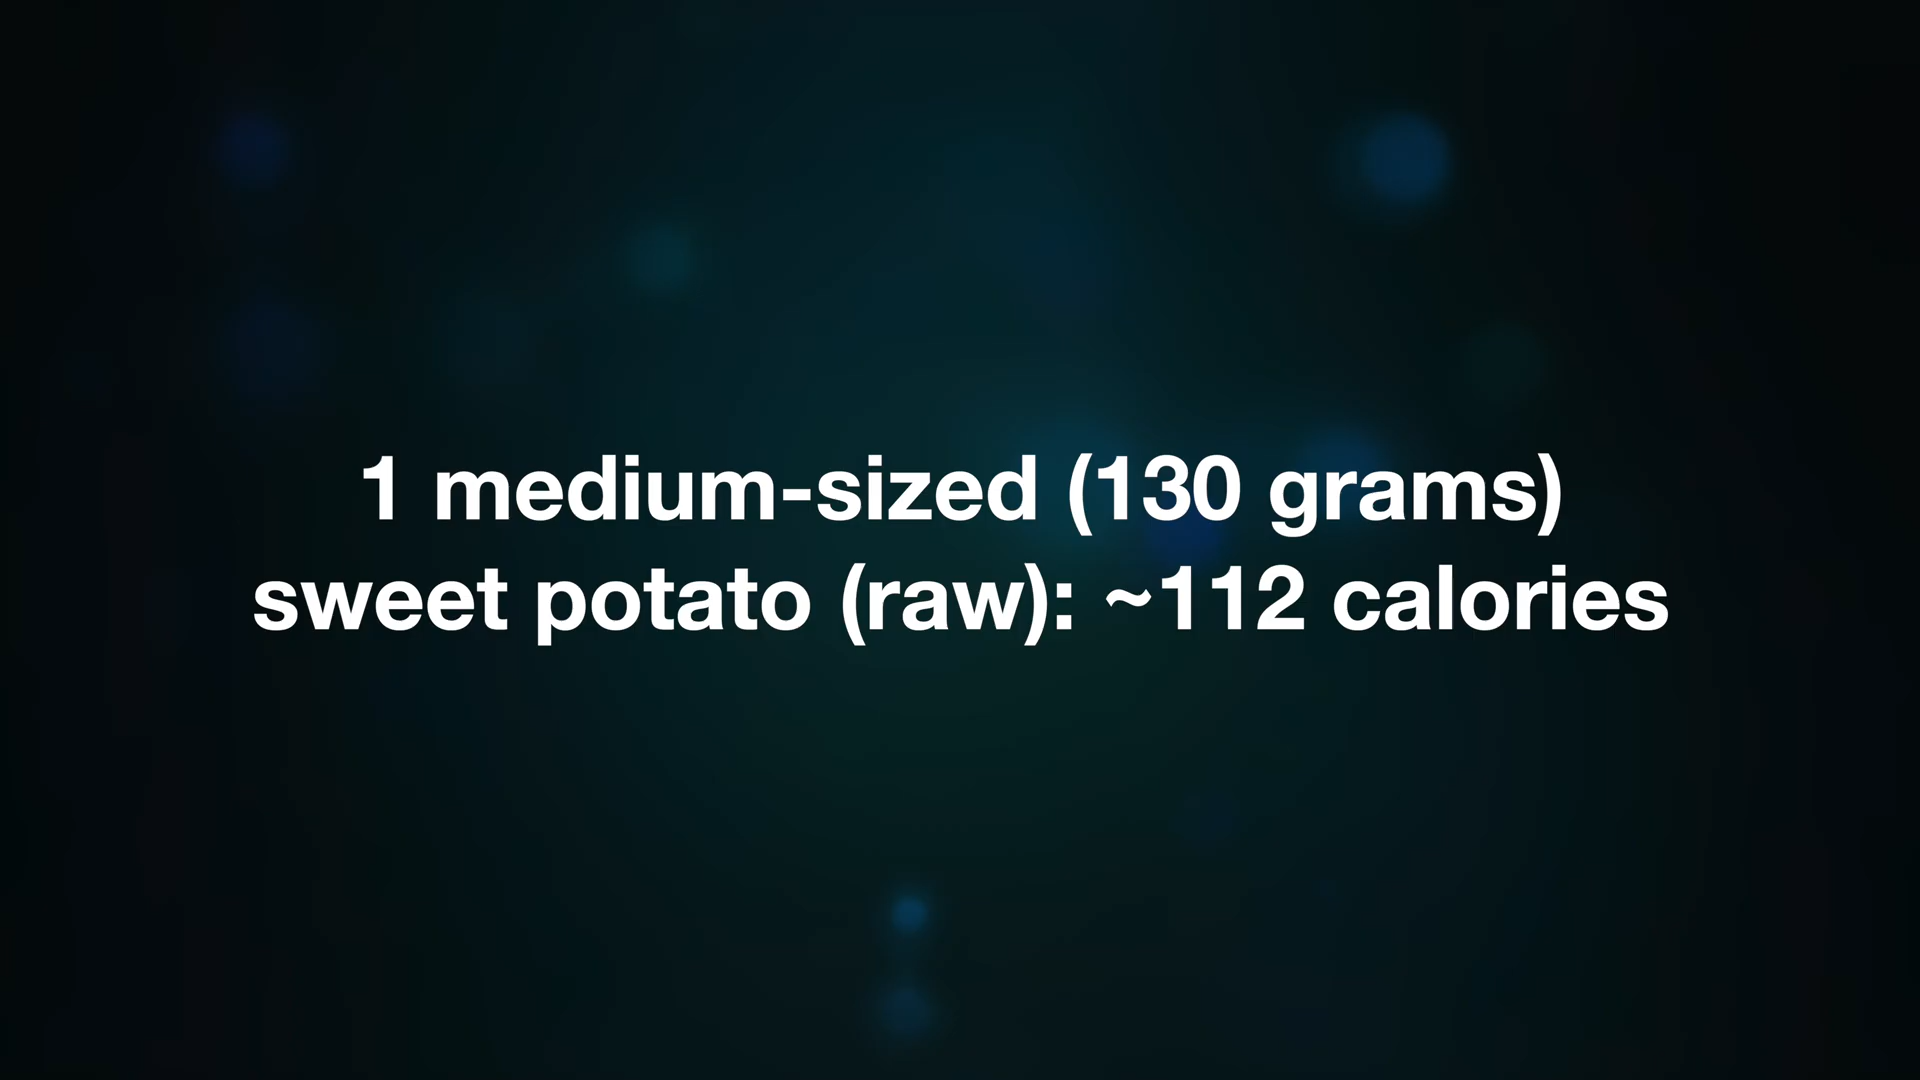 1 medium-sized (130 grams)
sweet potato (raw): ~112 calories